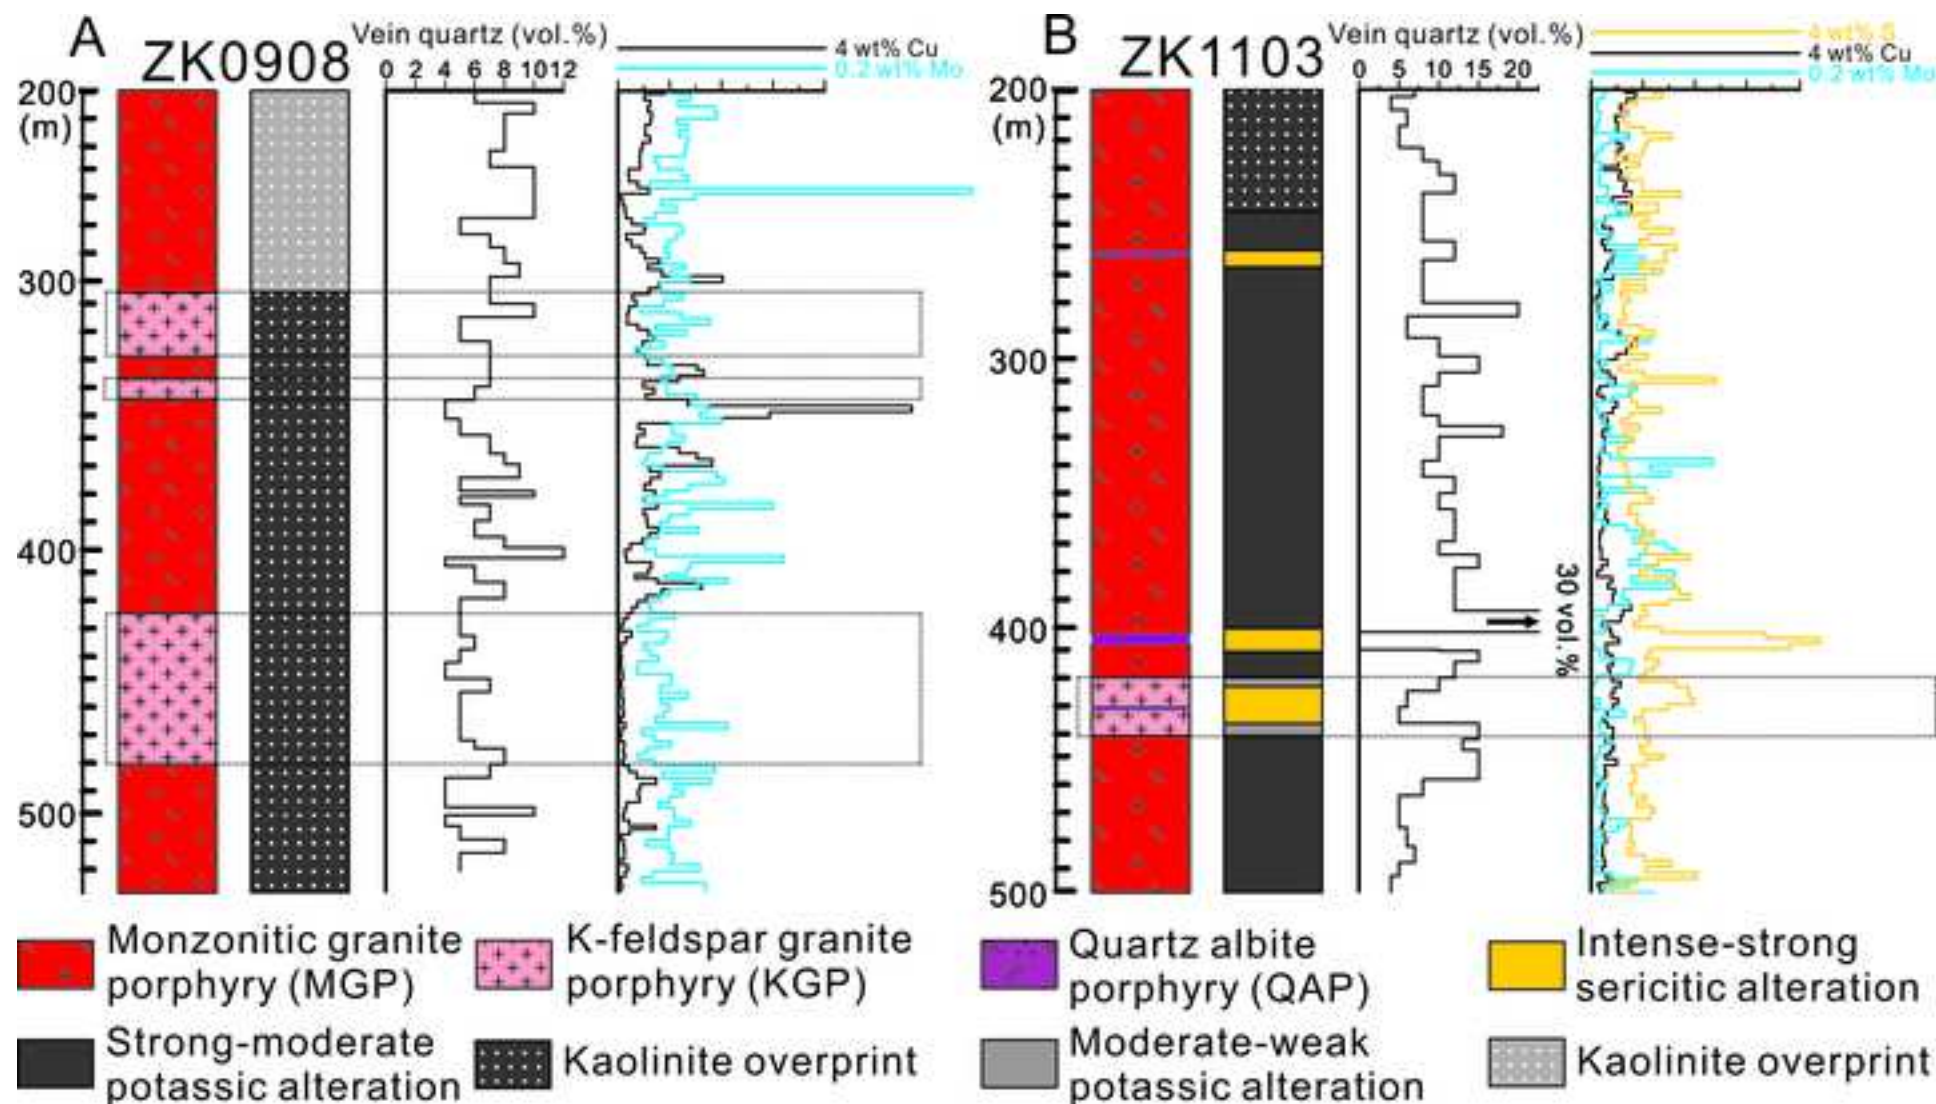 A
ZK0908
Vein quartz (vol.%)
0 2 4 6 8 1012
4 wt% Cu
0.2 wt% Mo
200
(m)
300
400
500
B
ZK1103
Vein quartz (vol.%)
0 5 10 15 20
4 wt% S
4 wt% Cu
0.2 wt% Mo
200
(m)
300
400
500
30 vol.%
Monzonitic granite
porphyry (MGP)
K-feldspar granite
porphyry (KGP)
Quartz albite
porphyry (QAP)
Intense-strong
sericitic alteration
Strong-moderate
potassic alteration
Kaolinite overprint
Moderate-weak
potassic alteration
Kaolinite overprint